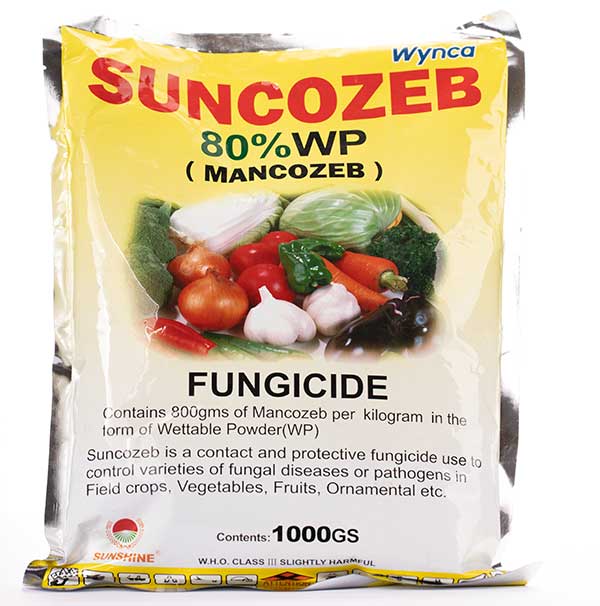 Wynca
SUNCOZEB
80%WP
( MANCOZEB )
FUNGICIDE
Contains 800gms of Mancozeb per kilogram in the
form of Wettable Powder(WP)
Suncozeb is a contact and protective fungicide use to
control varieties of fungal diseases or pathogens in
Field crops, Vegetables, Fruits, Ornamental etc.
Contents: 1000GS
SUNSHINE®
W.H.O. CLASS III SLIGHTLY HARMFUL
ATTENTION